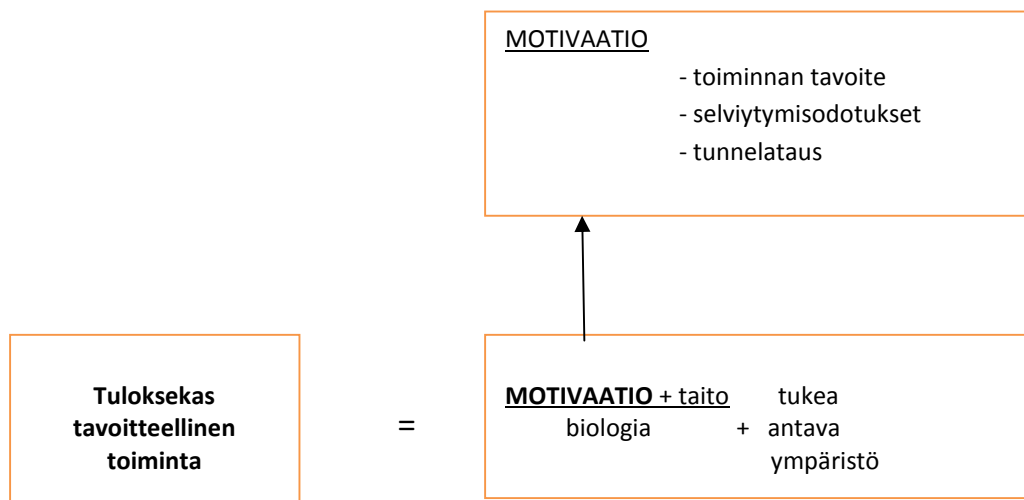 MOTIVAATIO
- toiminnan tavoite
- selviytymisodotukset
- tunnelataus
Tuloksekas
tavoitteellinen
toiminta
=
MOTIVAATIO + taito tukea
biologia + antava
ympäristö